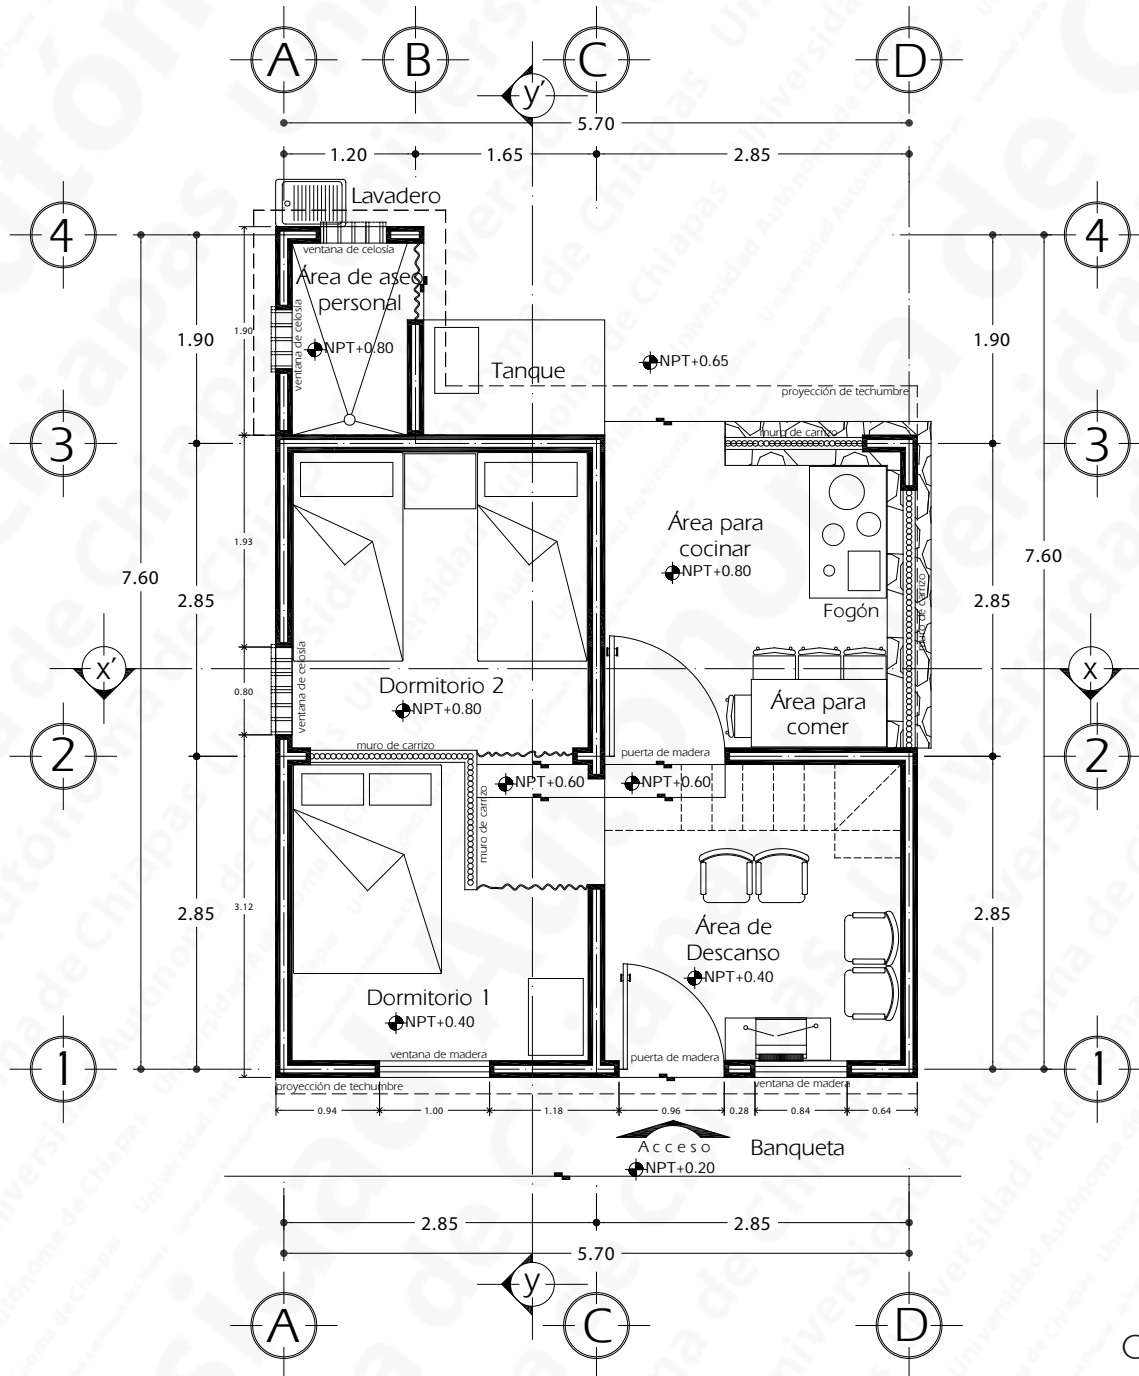 A B C D
y'
5.70
1.20 1.65 2.85
Lavadero
4 4
ventana de celosía
Área de aseo
personal
ventana de celosía
1.90 1.90 1.90
NPT+0.80
NPT+0.65
Tanque
proyección de techumbre
muro de carrizo
3 3
Área para
cocinar
1.93
7.60 7.60
NPT+0.80
2.85 2.85
Fogón
muro de carrizo
x' x
ventana de celosía
0.80
Dormitorio 2
NPT+0.80
Área para
comer
muro de carrizo
puerta de madera
2 2
NPT+0.60 NPT+0.60
muro de carrizo
3.12
2.85 2.85
Área de
Descanso
NPT+0.40
Dormitorio 1
NPT+0.40
ventana de madera
puerta de madera
1 1
proyección de techumbre
ventana de madera
0.94 1.00 1.18 0.96 0.28 0.84 0.64
Acceso
Banqueta
NPT+0.20
2.85 2.85
5.70
y
A C D
Universidad Autónoma de Chiapas